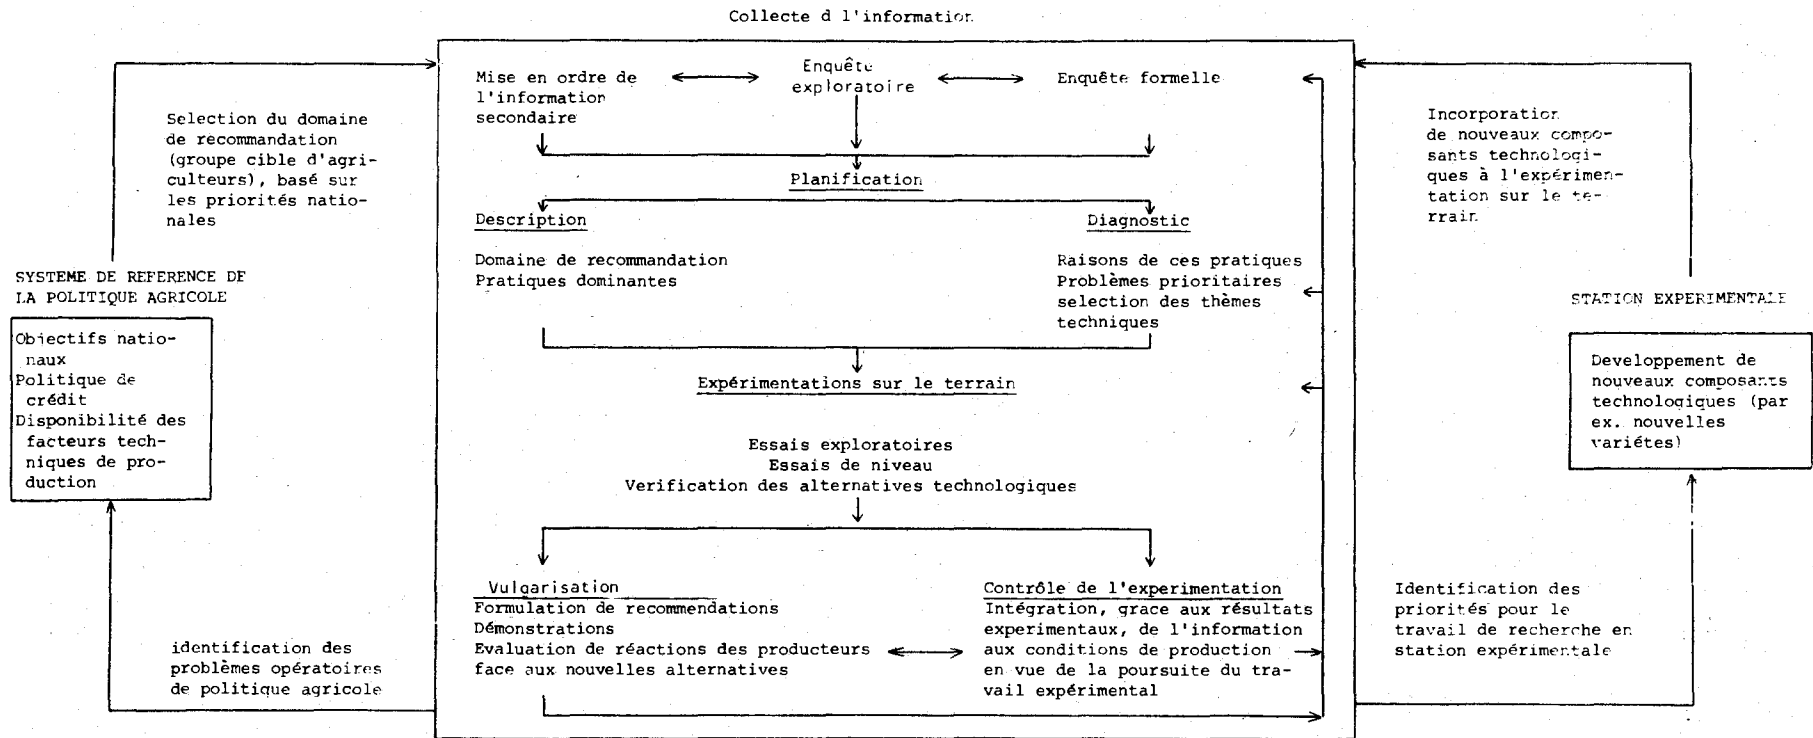 Collecte d l'information
Mise en ordre de
l'information
secondaire
Enquête
exploratoire
Enquête formelle
Planification
Description
Domaine de recommandation
Pratiques dominantes
Diagnostic
Raisons de ces pratiques
Problèmes prioritaires
selection des thèmes
techniques
Expérimentations sur le terrain
Essais exploratoires
Essais de niveau
Verification des alternatives technologiques
Vulgarisation
Formulation de recommendations
Démonstrations
Evaluation de réactions des producteurs
face aux nouvelles alternatives
Contrôle de l'experimentation
Intégration, grace aux résultats
experimentaux, de l'information
aux conditions de production
en vue de la poursuite du tra-
vail expérimental
Selection du domaine
de recommandation
(groupe cible d'agri-
culteurs), basé sur
les priorités natio-
nales
SYSTEME DE REFERENCE DE
LA POLITIQUE AGRICOLE
Objectifs natio-
naux
Politique de
crédit
Disponibilité des
facteurs tech-
niques de pro-
duction
identification des
problèmes opératoires
de politique agricole
Incorporation
de nouveaux compo-
sants technologi-
ques à l'expérimen-
tation sur le te-
rrain
STATION EXPERIMENTALE
Developpement de
nouveaux composants
technologiques (par
ex. nouvelles
variétes)
Identification des
priorités pour le
travail de recherche en
station expérimentale